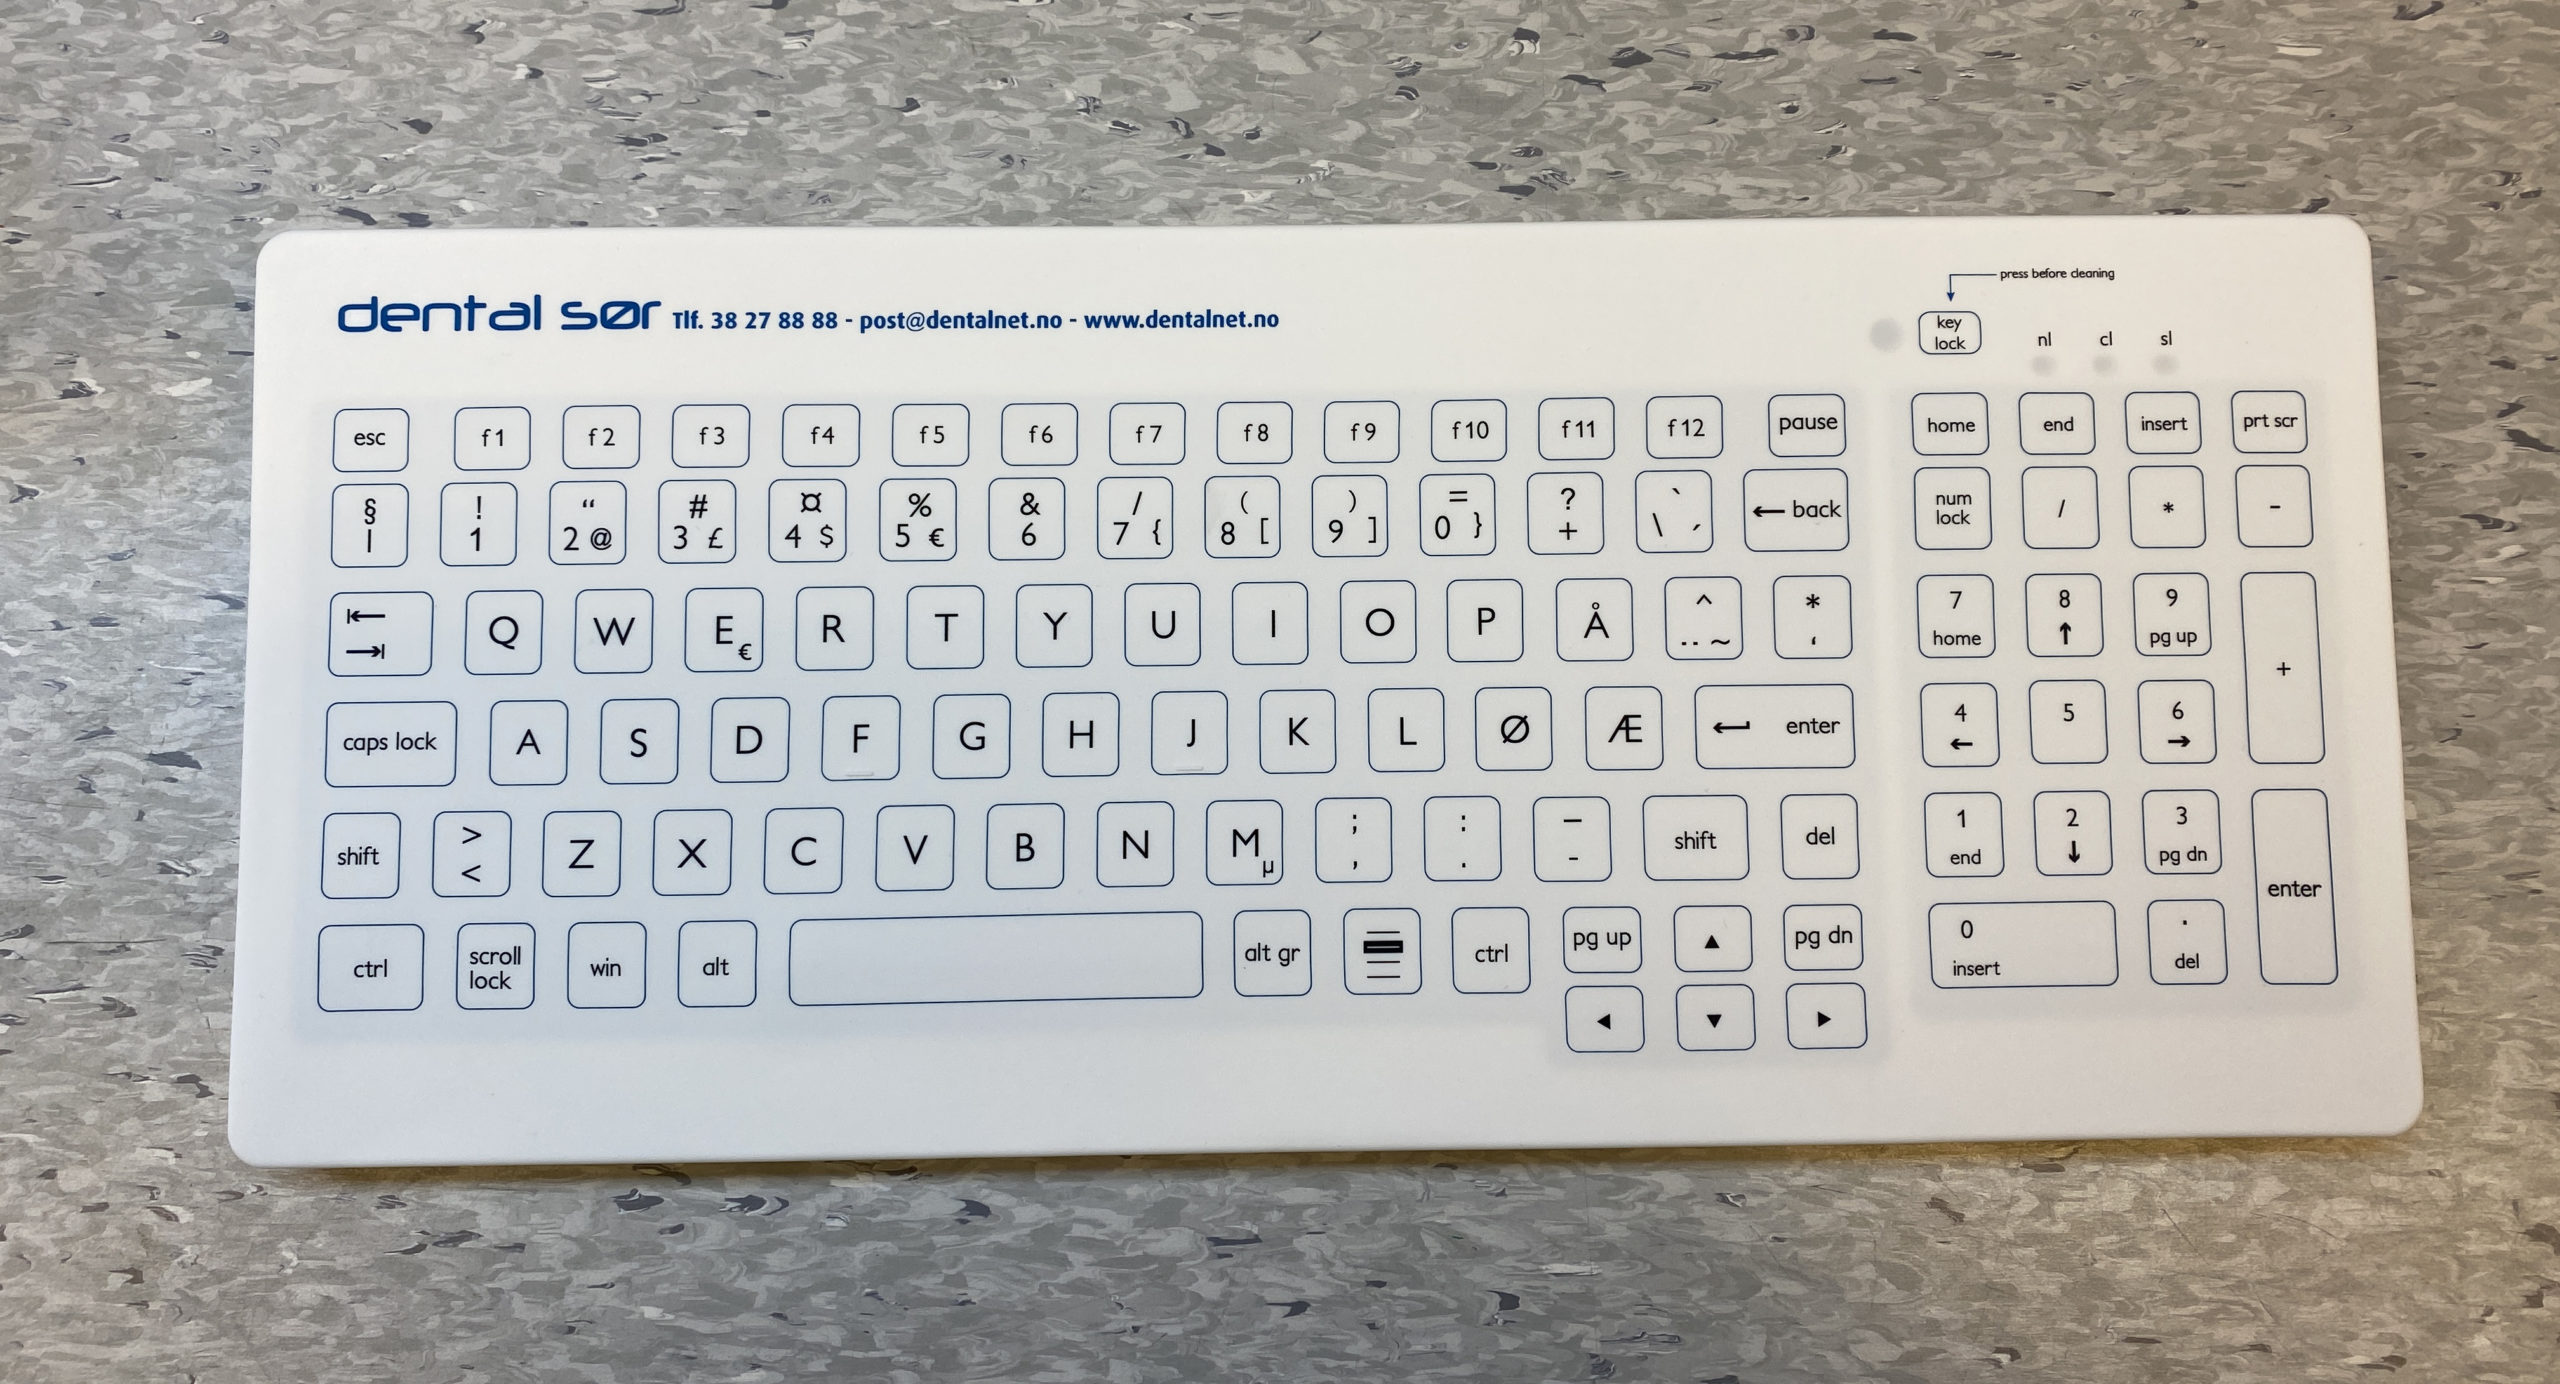 press before cleaning
dental sør Tlf. 38 27 88 88 - post@dentalnet.no - www.dentalnet.no
key lock
nl cl sl
esc f1 f2 f3 f4 f5 f6 f7 f8 f9 f10 f11 f12 pause home end insert prt scr
§ ! “ # ¤ % & / ( ) = ? `
| 1 2 @ 3 £ 4 $ 5 € 6 7 { 8 [ 9 ] 0 } + \ ´ ← back num lock / * -
|← →| Q W E € R T Y U I O P Å ^ ¨ ~ * ‘ 7 home 8 ↑ 9 pg up +
caps lock A S D F G H J K L Ø Æ ↵ enter 4 ← 5 6 →
shift > < Z X C V B N M µ ; , : . _ - shift del 1 end 2 ↓ 3 pg dn enter
ctrl scroll lock win alt alt gr ctrl pg up ▲ pg dn 0 insert . del
◄ ▼ ►